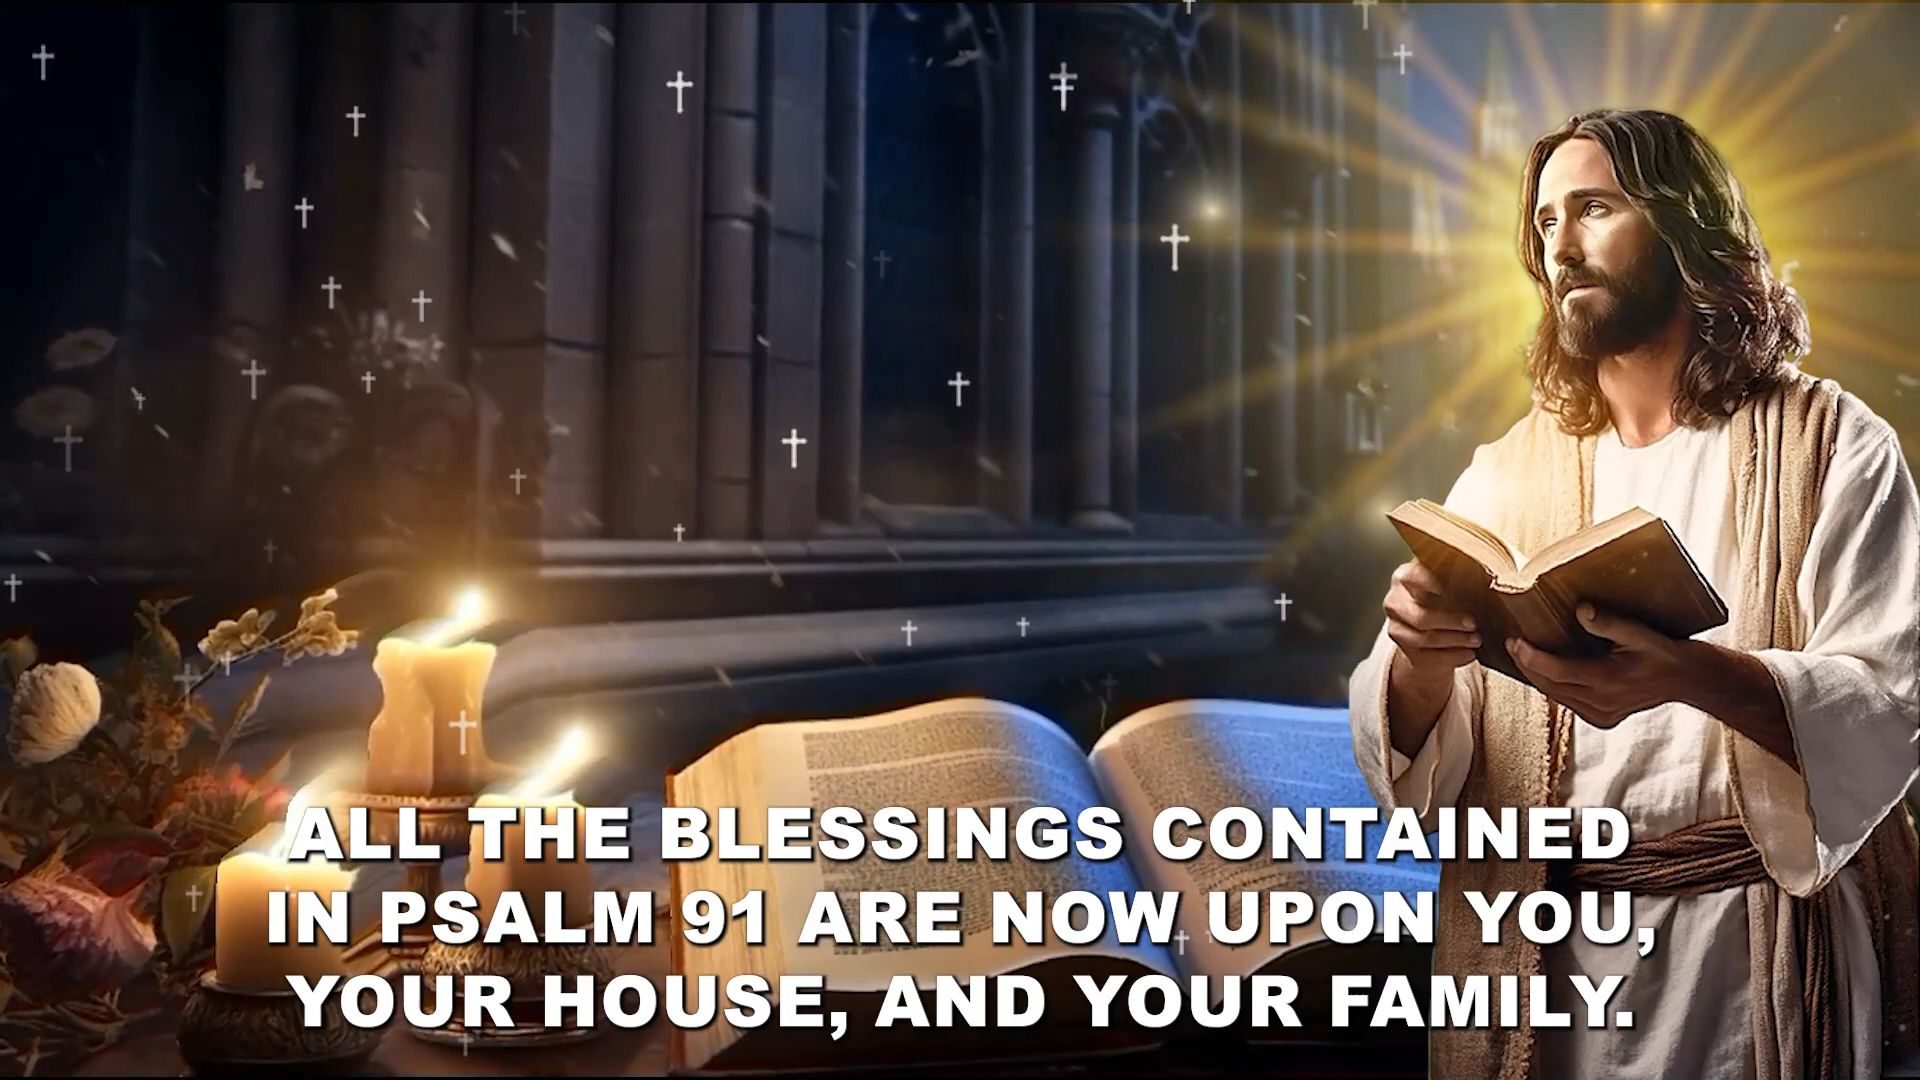 ALL THE BLESSINGS CONTAINED
IN PSALM 91 ARE NOW UPON YOU,
YOUR HOUSE, AND YOUR FAMILY.